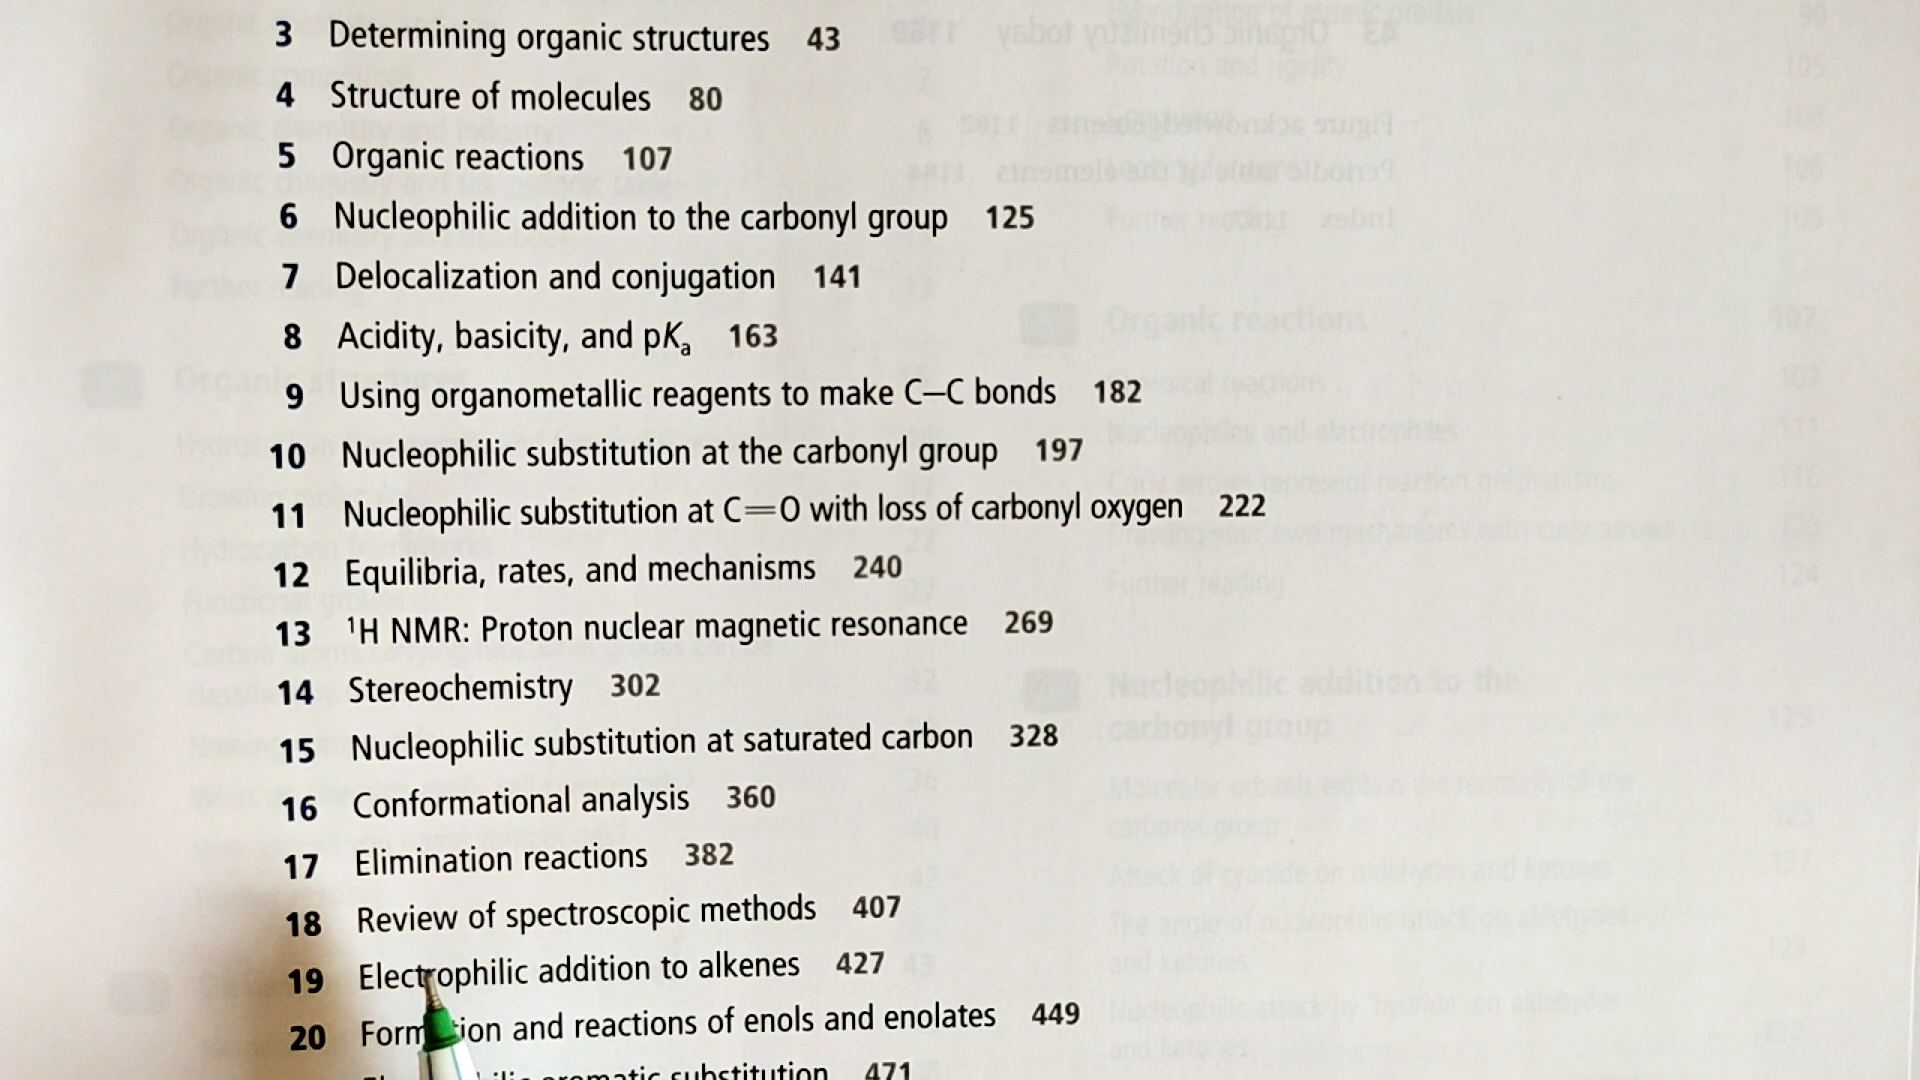 3 Determining organic structures 43
4 Structure of molecules 80
5 Organic reactions 107
6 Nucleophilic addition to the carbonyl group 125
7 Delocalization and conjugation 141
8 Acidity, basicity, and pKa 163
9 Using organometallic reagents to make C–C bonds 182
10 Nucleophilic substitution at the carbonyl group 197
11 Nucleophilic substitution at C=O with loss of carbonyl oxygen 222
12 Equilibria, rates, and mechanisms 240
13 ¹H NMR: Proton nuclear magnetic resonance 269
14 Stereochemistry 302
15 Nucleophilic substitution at saturated carbon 328
16 Conformational analysis 360
17 Elimination reactions 382
18 Review of spectroscopic methods 407
19 Electrophilic addition to alkenes 427
20 Formation and reactions of enols and enolates 449
aromatic substitution 471